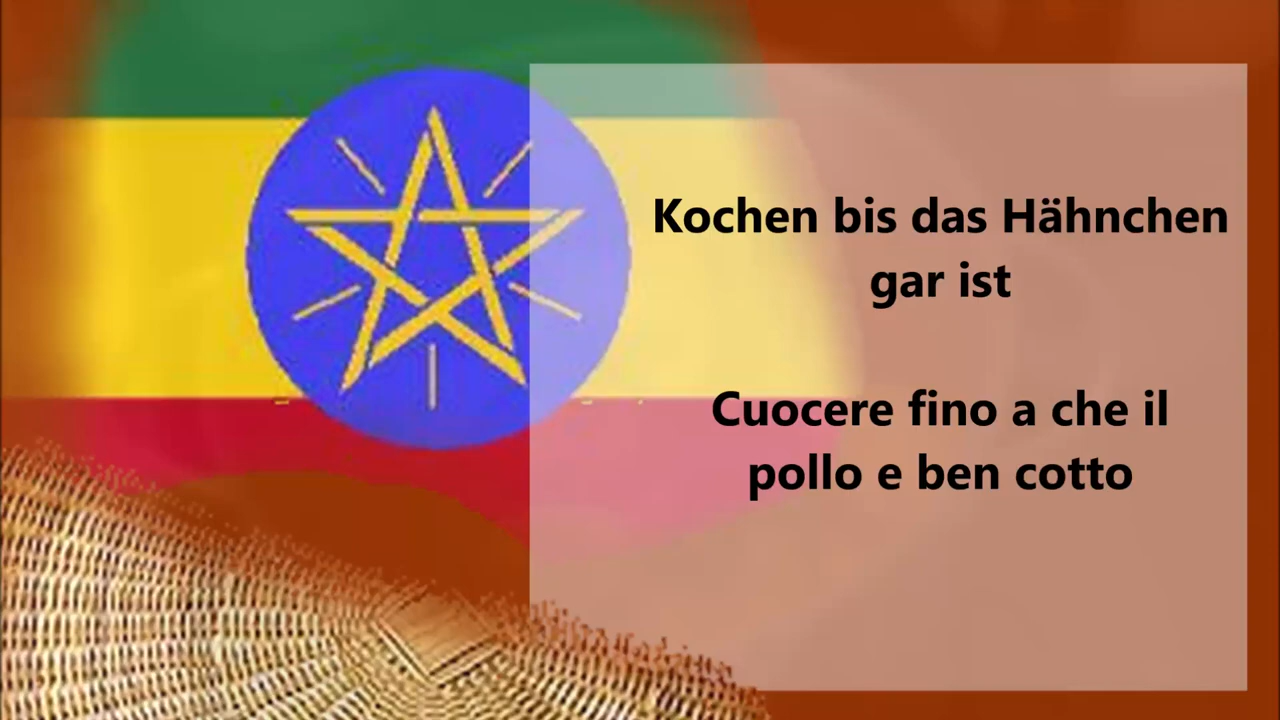 Kochen bis das Hähnchen
gar ist
Cuocere fino a che il
pollo e ben cotto